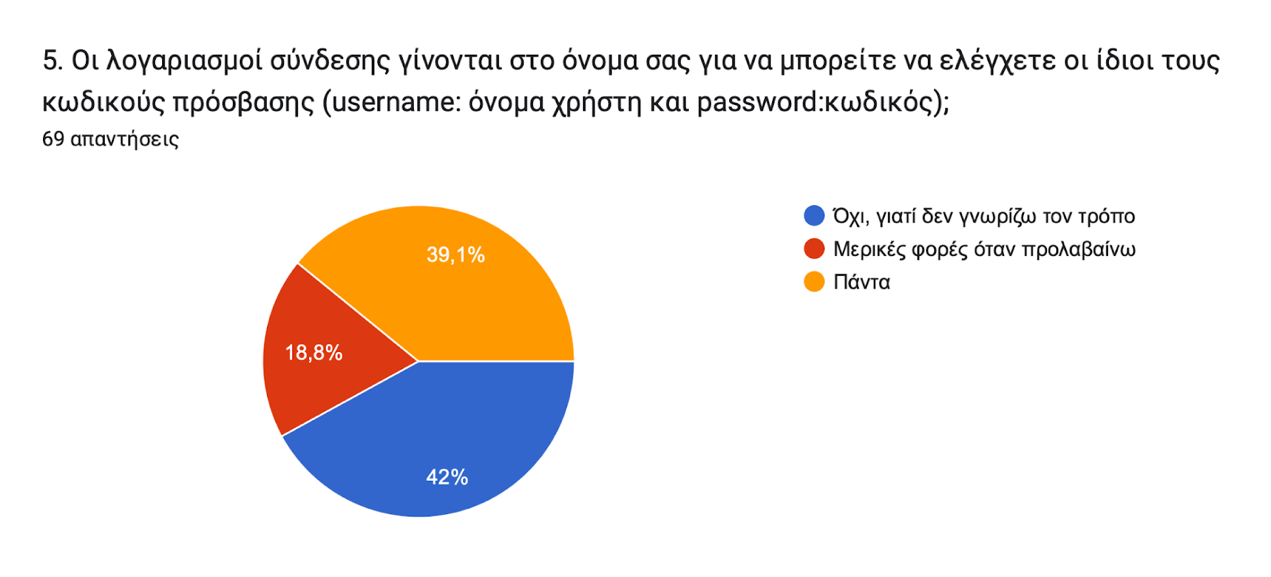 5. Οι λογαριασμοί σύνδεσης γίνονται στο όνομα σας για να μπορείτε να ελέγχετε οι ίδιοι τους
κωδικούς πρόσβασης (username: όνομα χρήστη και password:κωδικός);
69 απαντήσεις
Όχι, γιατί δεν γνωρίζω τον τρόπο
Μερικές φορές όταν προλαβαίνω
Πάντα
39,1%
18,8%
42%